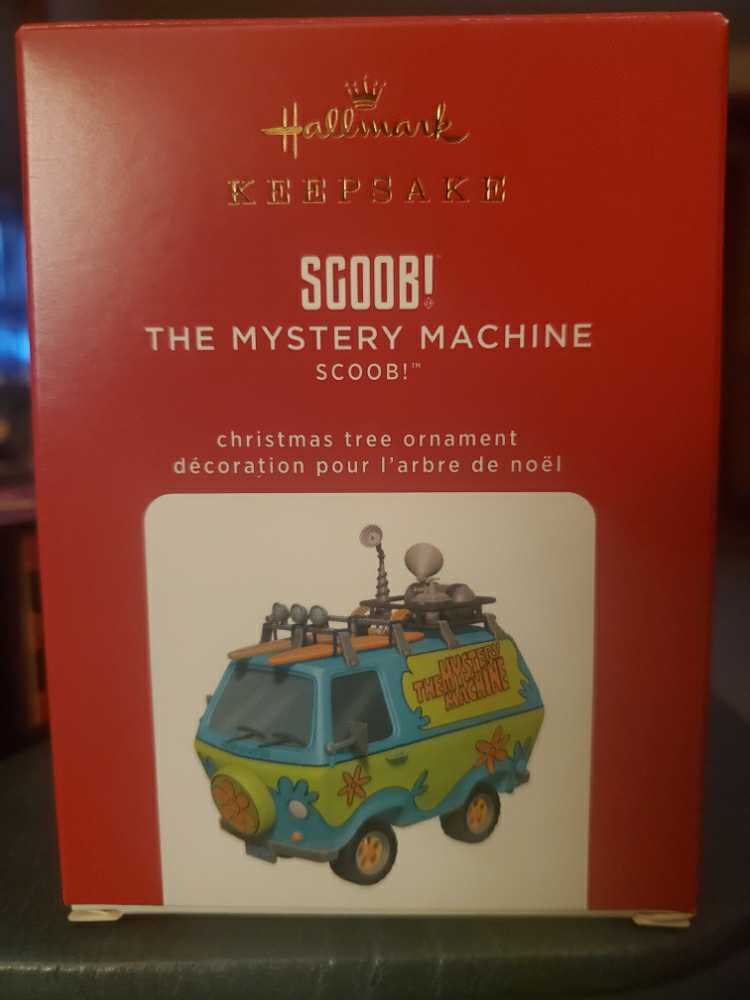 Hallmark
KEEPSAKE
SCOOB!
THE MYSTERY MACHINE
SCOOB!™
christmas tree ornament
décoration pour l'arbre de noël
THE MYSTERY
MACHINE